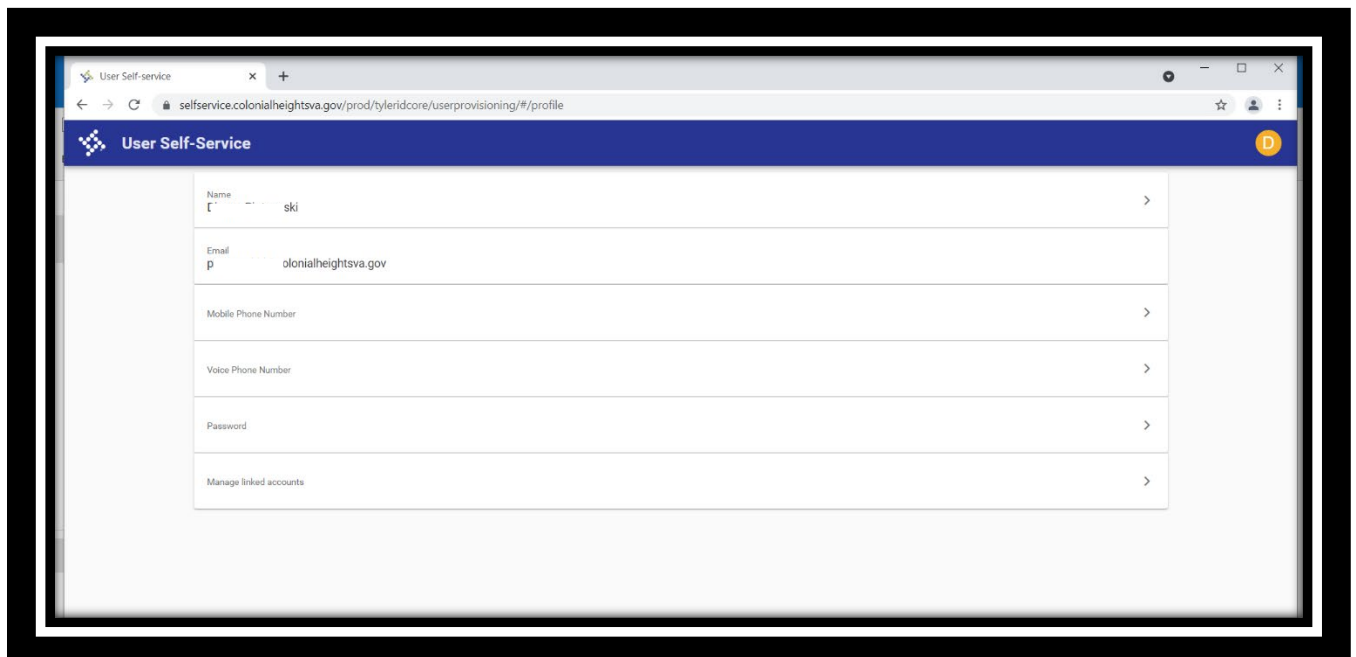 User Self-service
selfservice.colonialheightsva.gov/prod/tyleridcore/userprovisioning/#/profile
User Self-Service
D
Name
ski
Email
p olonialheightsva.gov
Mobile Phone Number
Voice Phone Number
Password
Manage linked accounts